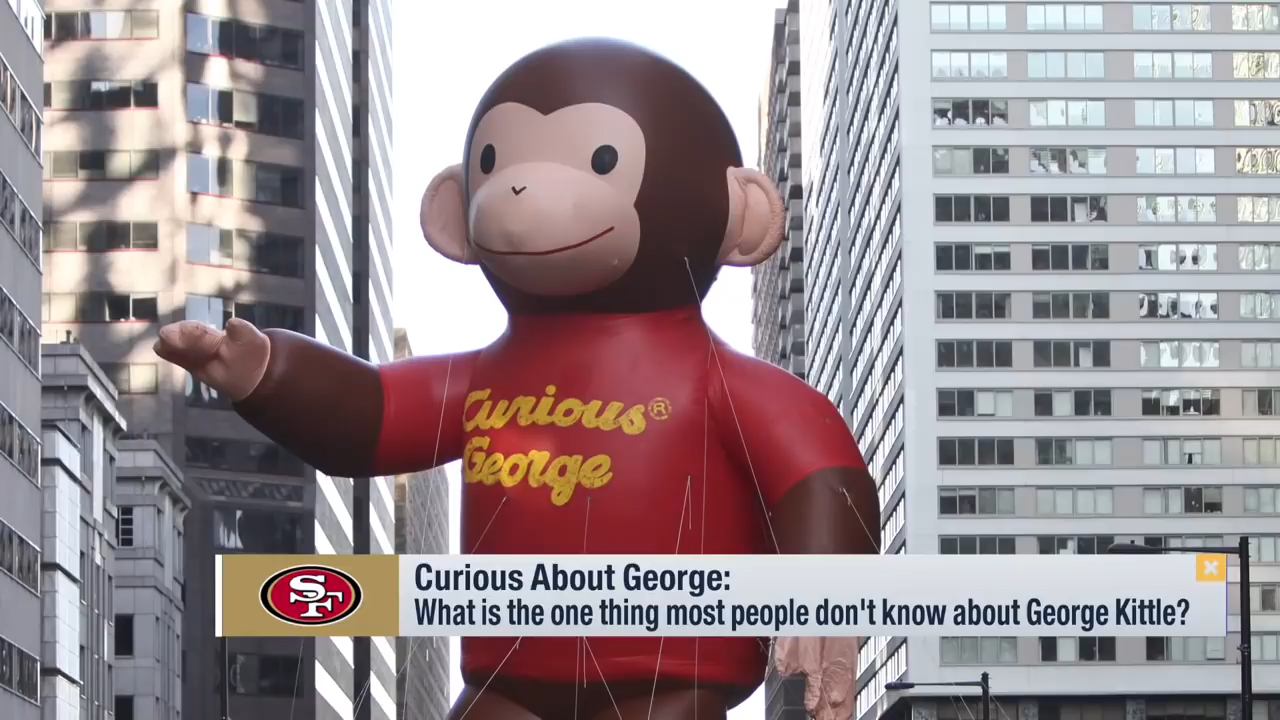 Curious®
George
SF
Curious About George:
What is the one thing most people don't know about George Kittle?